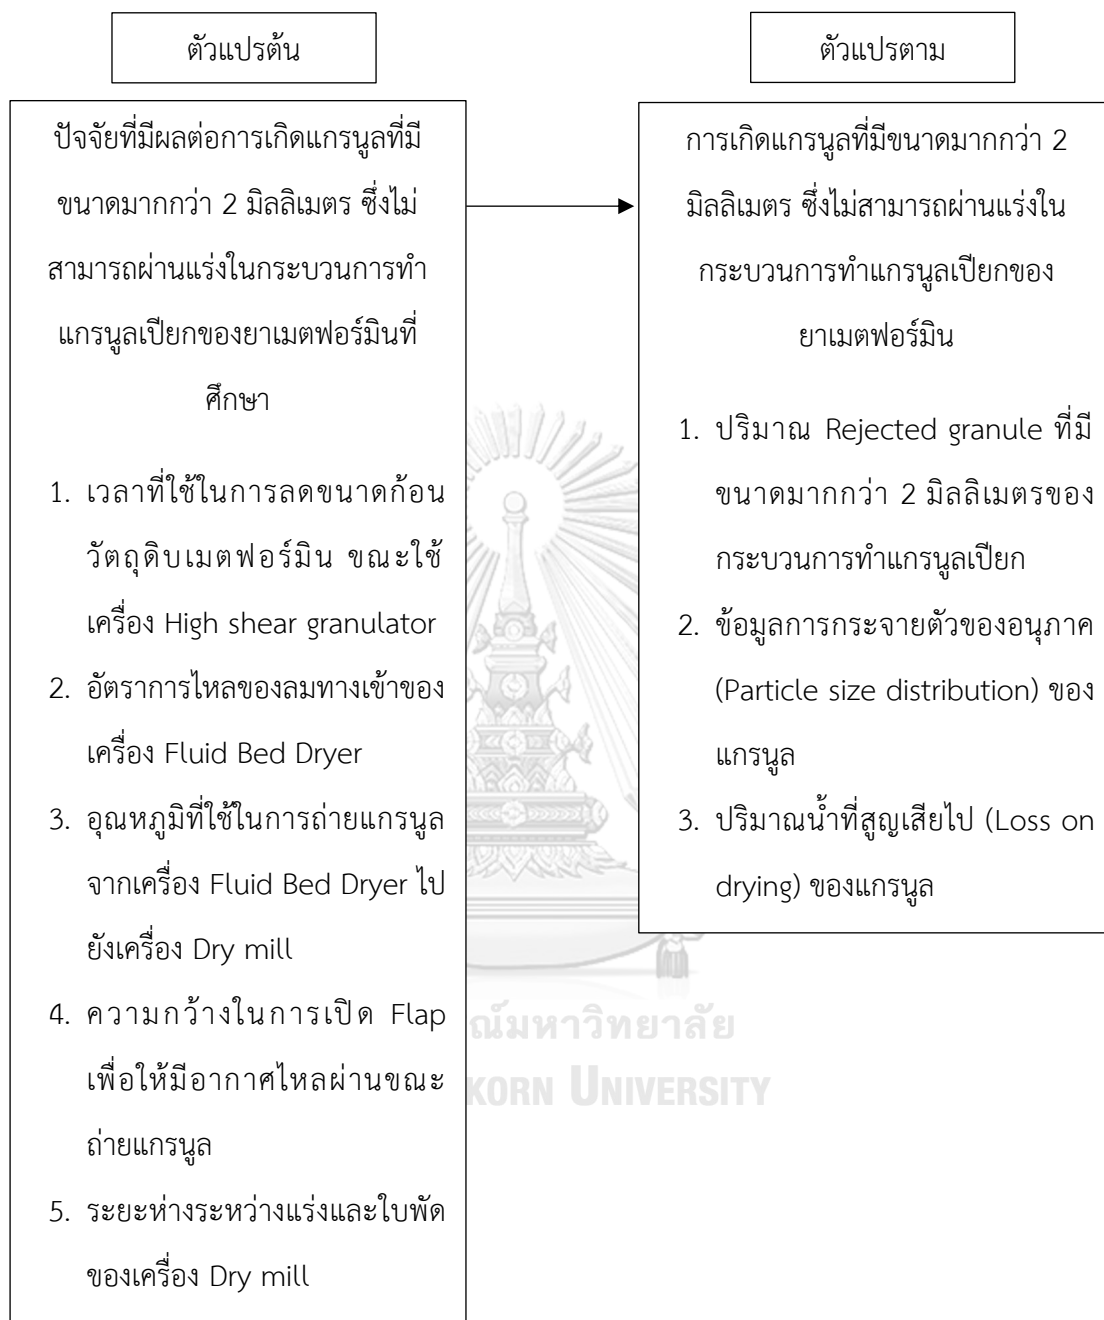 ตัวแปรต้น
ปัจจัยที่มีผลต่อการเกิดแกรนูลที่มี
ขนาดมากกว่า 2 มิลลิเมตร ซึ่งไม่
สามารถผ่านแร่งในกระบวนการทำ
แกรนูลเปียกของยาเมตฟอร์มินที่
ศึกษา
1. เวลาที่ใช้ในการลดขนาดก้อน
วัตถุดิบเมตฟอร์มิน ขณะใช้
เครื่อง High shear granulator
2. อัตราการไหลของลมทางเข้าของ
เครื่อง Fluid Bed Dryer
3. อุณหภูมิที่ใช้ในการถ่ายแกรนูล
จากเครื่อง Fluid Bed Dryer ไป
ยังเครื่อง Dry mill
4. ความกว้างในการเปิด Flap
เพื่อให้มีอากาศไหลผ่านขณะ
ถ่ายแกรนูล
5. ระยะห่างระหว่างแร่งและใบพัด
ของเครื่อง Dry mill
ตัวแปรตาม
การเกิดแกรนูลที่มีขนาดมากกว่า 2
มิลลิเมตร ซึ่งไม่สามารถผ่านแร่งใน
กระบวนการทำแกรนูลเปียกของ
ยาเมตฟอร์มิน
1. ปริมาณ Rejected granule ที่มี
ขนาดมากกว่า 2 มิลลิเมตรของ
กระบวนการทำแกรนูลเปียก
2. ข้อมูลการกระจายตัวของอนุภาค
(Particle size distribution) ของ
แกรนูล
3. ปริมาณน้ำที่สูญเสียไป (Loss on
drying) ของแกรนูล
ณ์มหาวิทยาลัย
KORN UNIVERSITY